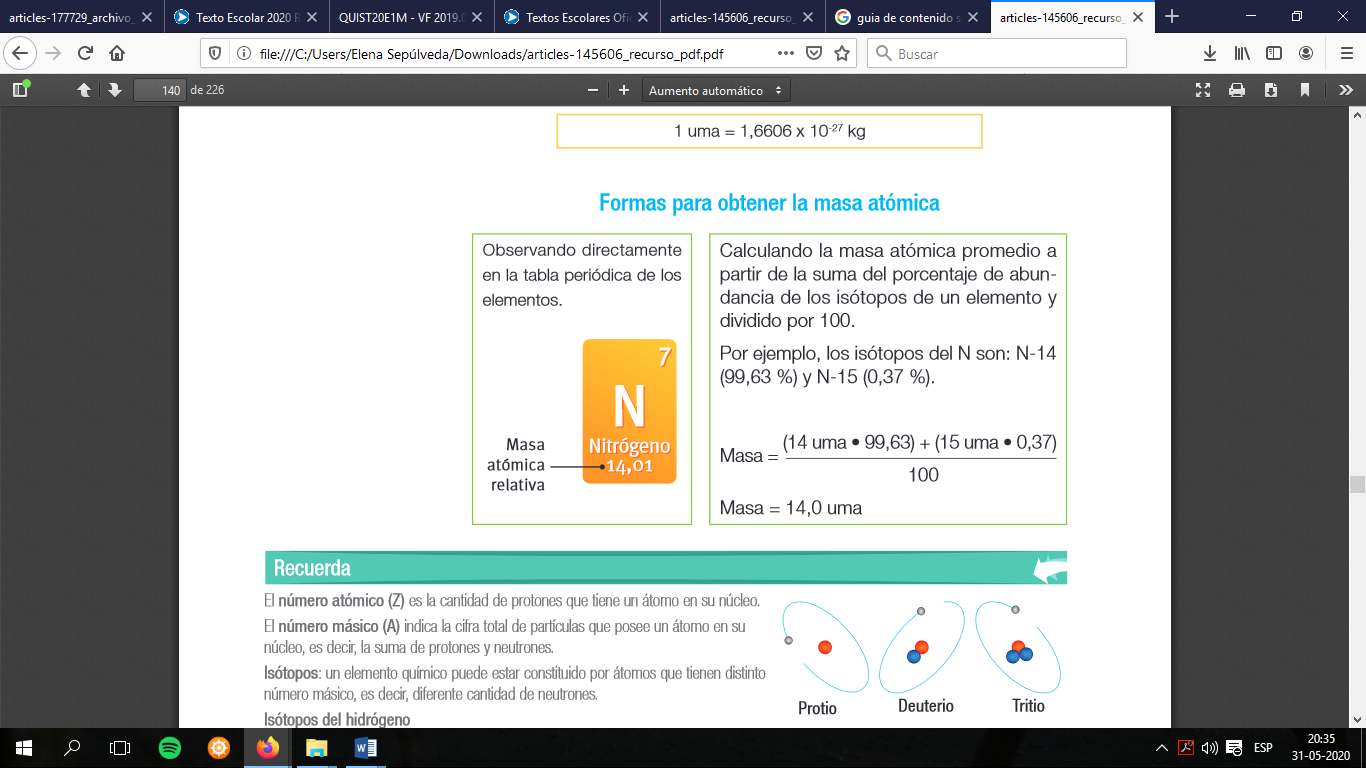 articles-177729_archivo_
Texto Escolar 2020 R
QUIST20E1M - VF 2019.0
Textos Escolares Ofi
articles-145606_recurso_
guia de contenido s
articles-145606_recurso_
file:///C:/Users/Elena Sepúlveda/Downloads/articles-145606_recurso_pdf.pdf
Buscar
140 de 226
Aumento automático
1 uma = 1,6606 x 10⁻²⁷ kg
Formas para obtener la masa atómica
Observando directamente
en la tabla periódica de los
elementos.
7
N
Nitrógeno
14,01
Masa
atómica
relativa
Calculando la masa atómica promedio a
partir de la suma del porcentaje de abun-
dancia de los isótopos de un elemento y
dividido por 100.
Por ejemplo, los isótopos del N son: N-14
(99,63 %) y N-15 (0,37 %).
Masa = (14 uma • 99,63) + (15 uma • 0,37)
100
Masa = 14,0 uma
Recuerda
El número atómico (Z) es la cantidad de protones que tiene un átomo en su núcleo.
El número másico (A) indica la cifra total de partículas que posee un átomo en su
núcleo, es decir, la suma de protones y neutrones.
Isótopos: un elemento químico puede estar constituido por átomos que tienen distinto
número másico, es decir, diferente cantidad de neutrones.
Isótopos del hidrógeno
Protio
Deuterio
Tritio
ESP
20:35
31-05-2020